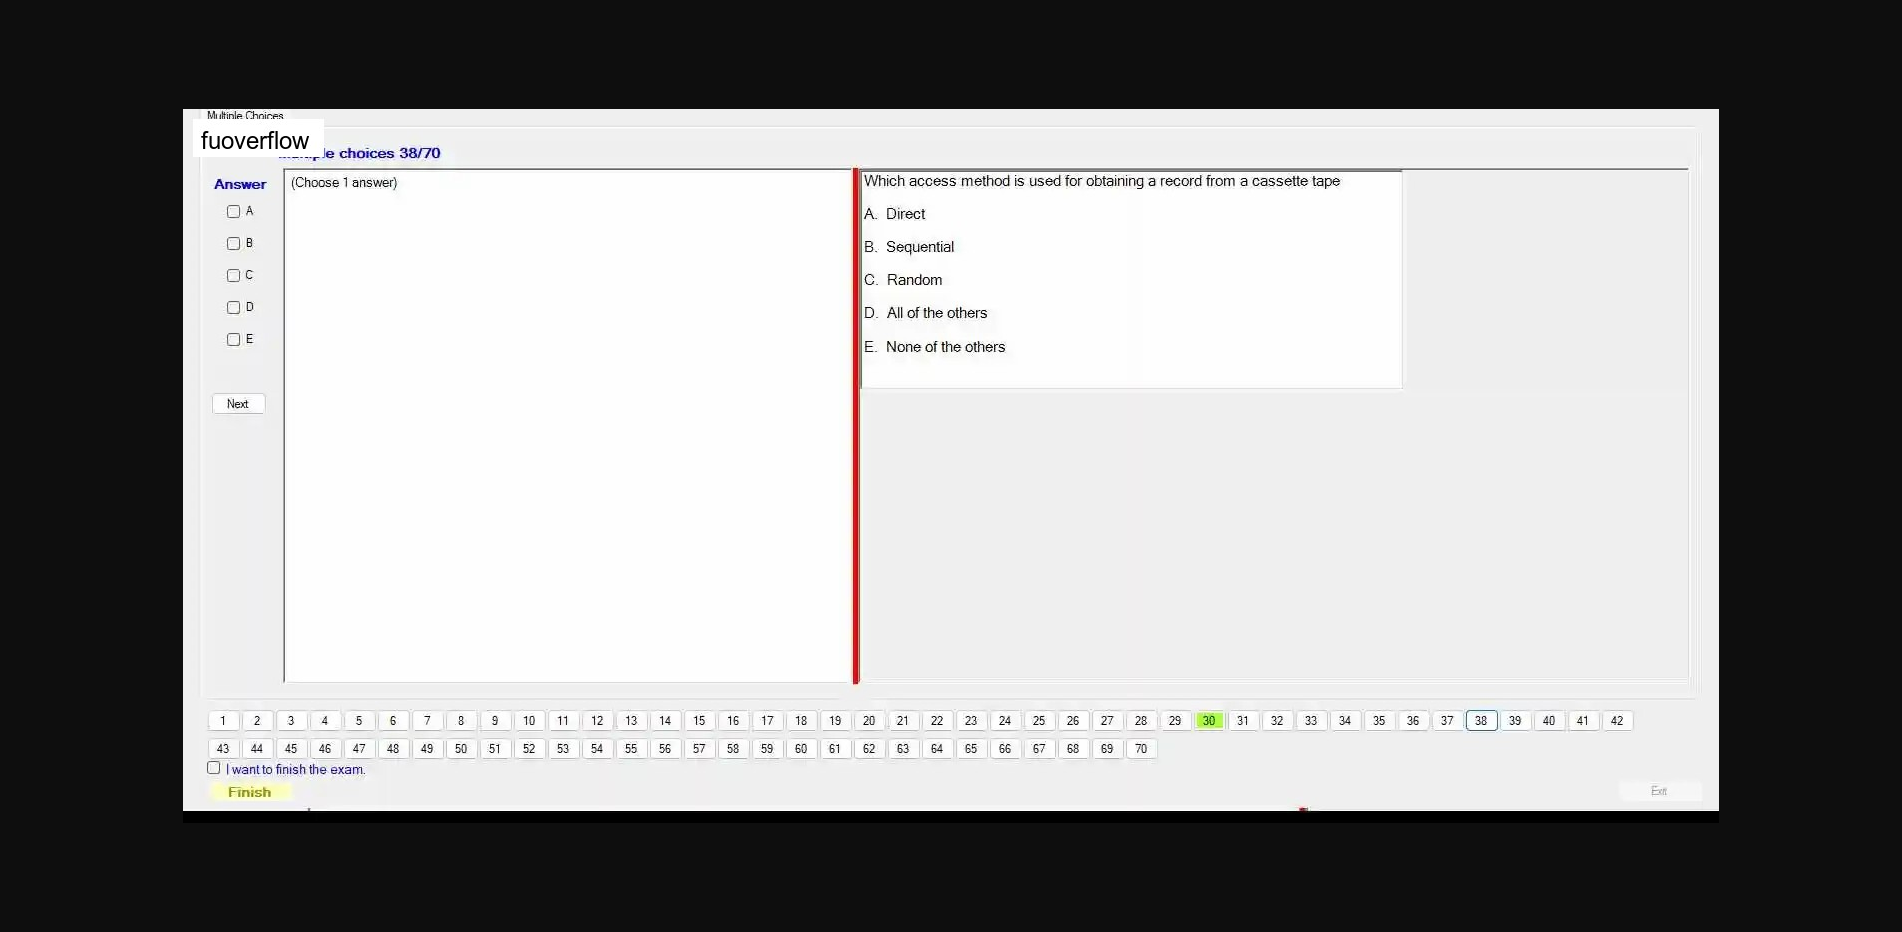 Multiple Choices
fuoverflow
choices 38/70
Answer
(Choose 1 answer)
A
B
C
D
E
Next
Which access method is used for obtaining a record from a cassette tape
A. Direct
B. Sequential
C. Random
D. All of the others
E. None of the others
1 2 3 4 5 6 7 8 9 10 11 12 13 14 15 16 17 18 19 20 21 22 23 24 25 26 27 28 29 30 31 32 33 34 35 36 37 38 39 40 41 42
43 44 45 46 47 48 49 50 51 52 53 54 55 56 57 58 59 60 61 62 63 64 65 66 67 68 69 70
I want to finish the exam.
Finish
Exit